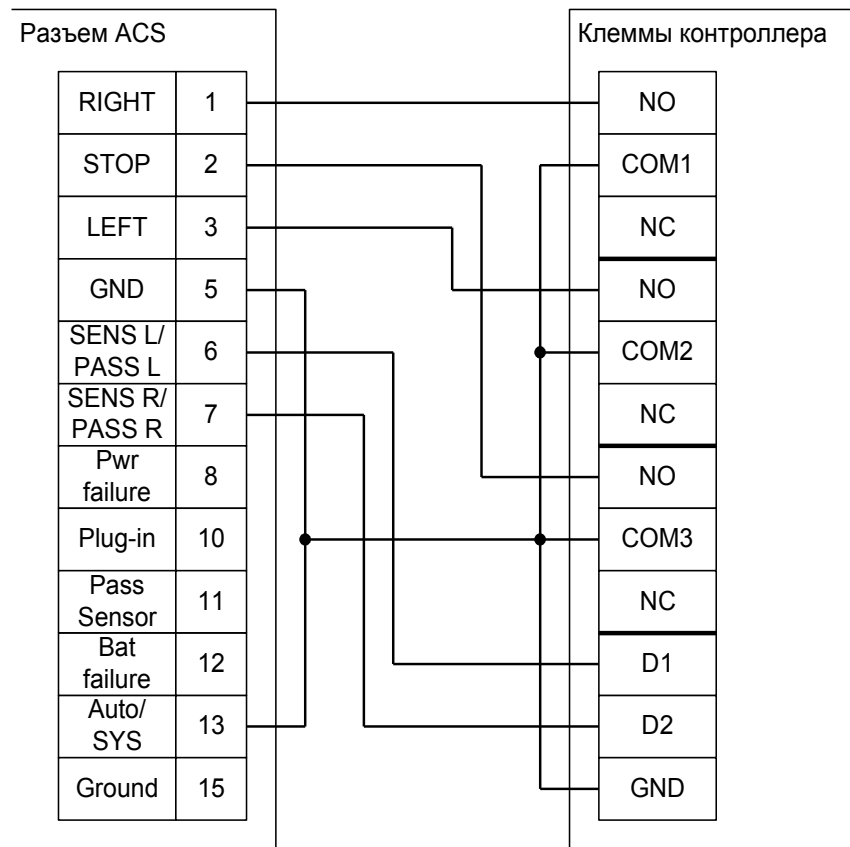 Разъем ACS
RIGHT 1
STOP 2
LEFT 3
GND 5
SENS L/
PASS L
6
SENS R/
PASS R
7
Pwr
failure
8
Plug-in 10
Pass
Sensor
11
Bat
failure
12
Auto/
SYS
13
Ground 15
Клеммы контроллера
NO
COM1
NC
NO
COM2
NC
NO
COM3
NC
D1
D2
GND